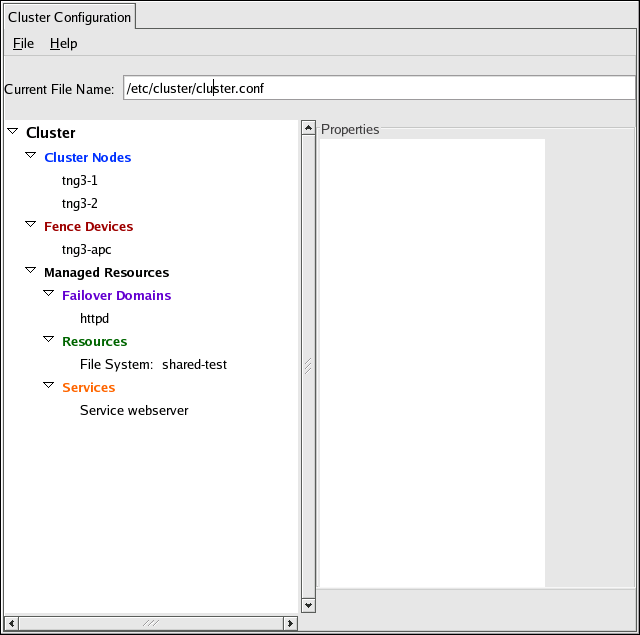 Cluster Configuration
File Help
Current File Name: /etc/cluster/cluster.conf
Cluster
Properties
Cluster Nodes
tng3-1
tng3-2
Fence Devices
tng3-apc
Managed Resources
Failover Domains
httpd
Resources
File System: shared-test
Services
Service webserver